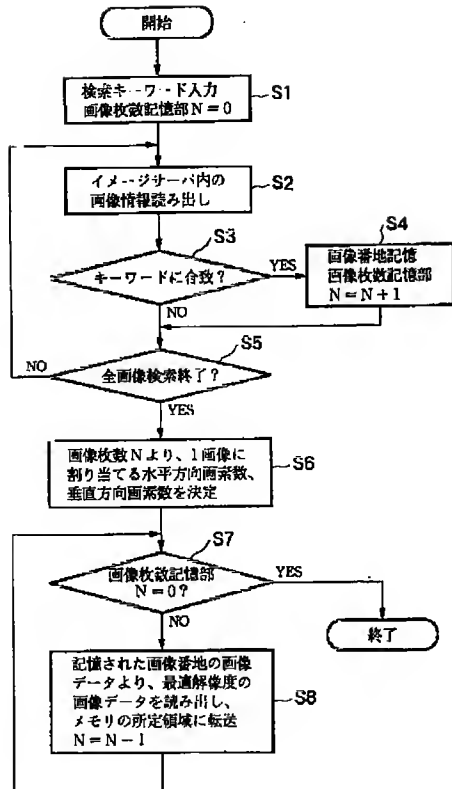 開始
検索キーワード入力
画像枚数記憶部N=0
S1
イメージサーバ内の
画像情報読み出し
S2
S3
キーワードに合致?
YES
NO
S4
画像番地記憶
画像枚数記憶部
N=N+1
S5
全画像検索終了?
NO
YES
画像枚数Nより、1画像に
割り当てる水平方向画素数、
垂直方向画素数を決定
S6
S7
画像枚数記憶部
N=0?
YES
NO
終了
記憶された画像番地の画像
データより、最適解像度の
画像データを読み出し、
メモリの所定領域に転送
N=N-1
S8